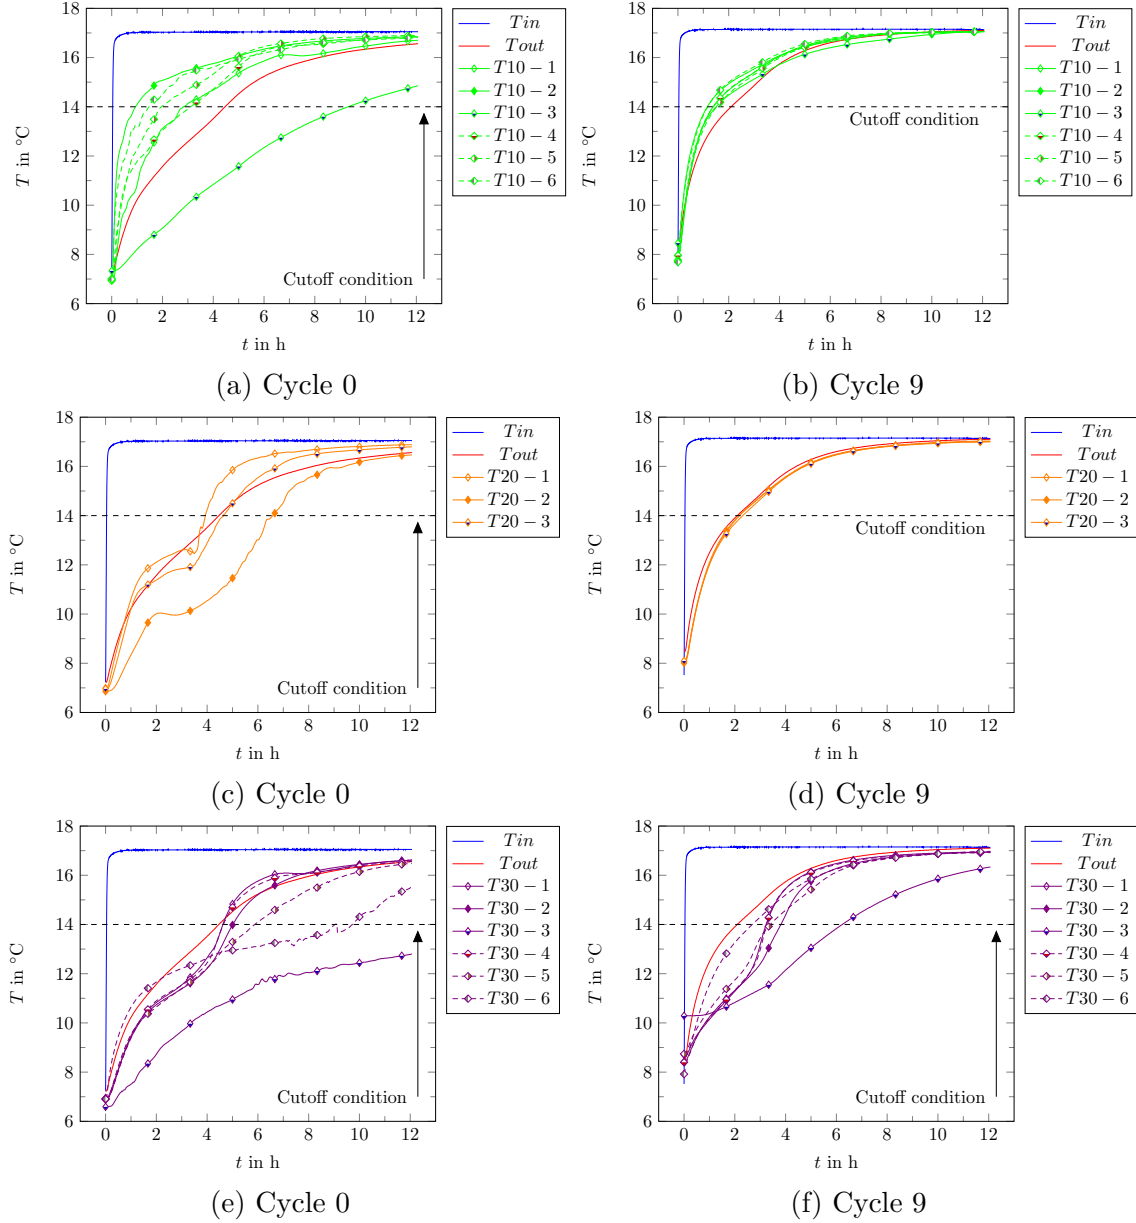 18
16
14
12
10
8
6
T in °C
0
2
4
6
8
10
12
t in h
Cutoff condition
Tin
Tout
T10 − 1
T10 − 2
T10 − 3
T10 − 4
T10 − 5
T10 − 6
(a) Cycle 0
18
16
14
12
10
8
6
T in °C
0
2
4
6
8
10
12
t in h
Cutoff condition
Tin
Tout
T10 − 1
T10 − 2
T10 − 3
T10 − 4
T10 − 5
T10 − 6
(b) Cycle 9
18
16
14
12
10
8
6
T in °C
0
2
4
6
8
10
12
t in h
Cutoff condition
Tin
Tout
T20 − 1
T20 − 2
T20 − 3
(c) Cycle 0
18
16
14
12
10
8
6
T in °C
0
2
4
6
8
10
12
t in h
Cutoff condition
Tin
Tout
T20 − 1
T20 − 2
T20 − 3
(d) Cycle 9
18
16
14
12
10
8
6
T in °C
0
2
4
6
8
10
12
t in h
Cutoff condition
Tin
Tout
T30 − 1
T30 − 2
T30 − 3
T30 − 4
T30 − 5
T30 − 6
(e) Cycle 0
18
16
14
12
10
8
6
T in °C
0
2
4
6
8
10
12
t in h
Cutoff condition
Tin
Tout
T30 − 1
T30 − 2
T30 − 3
T30 − 4
T30 − 5
T30 − 6
(f) Cycle 9